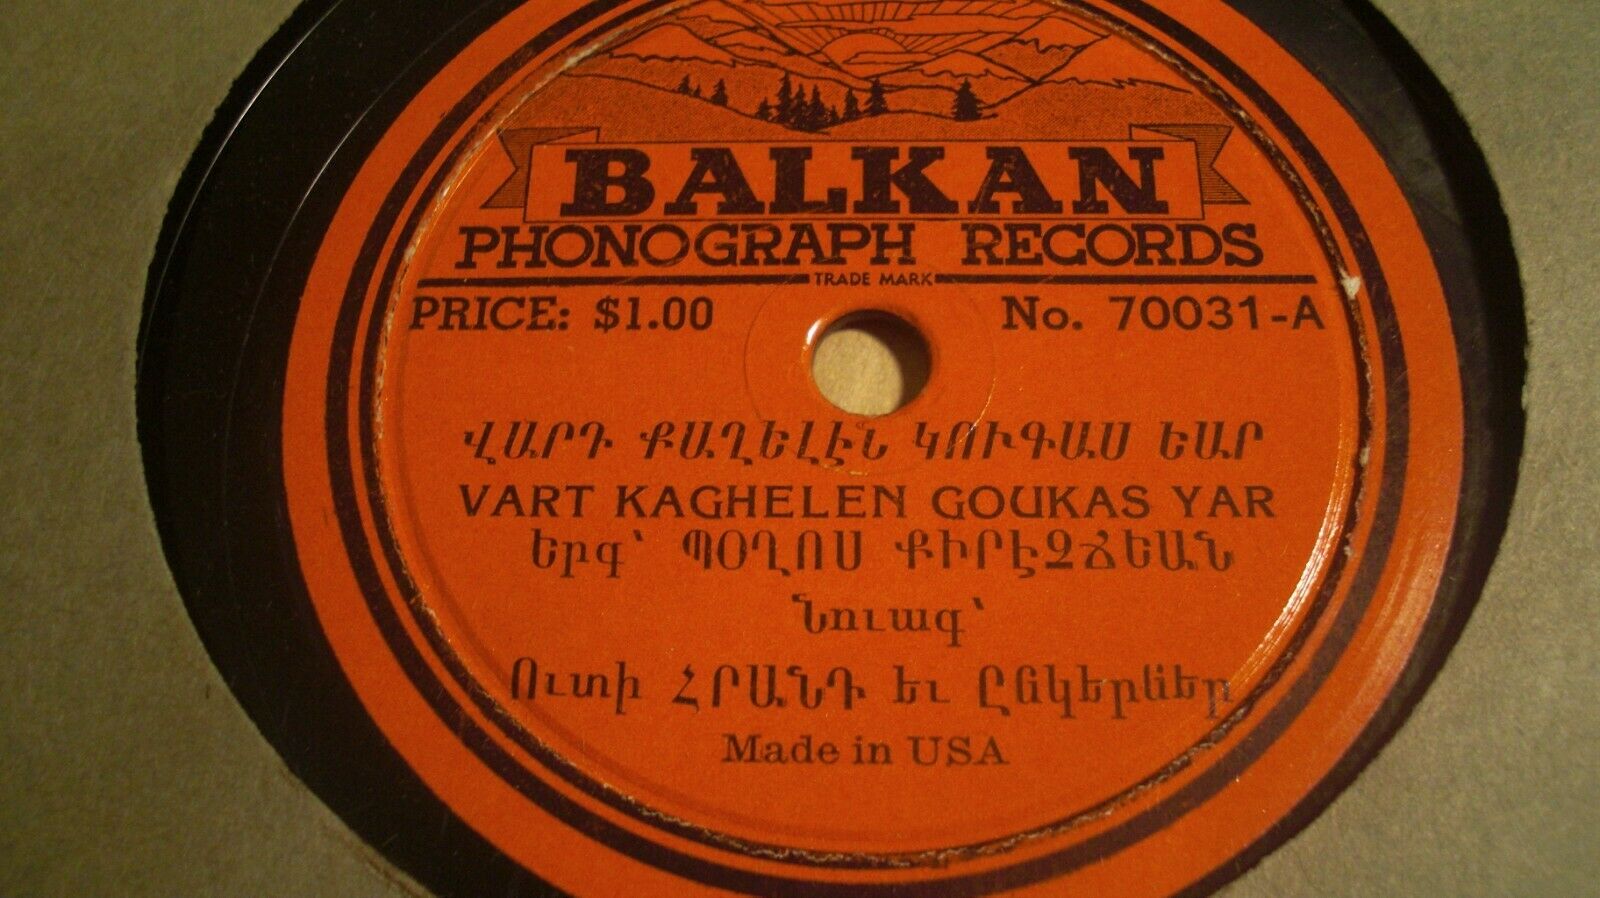 BALKAN
PHONOGRAPH RECORDS
TRADE MARK
PRICE: $1.00 No. 70031-A
ՎԱՐԴ ՔԱՂԵԼԷՆ ԿՈՒԳԱՍ ԵԱՐ
VART KAGHELEN GOUKAS YAR
Երգ՝ ՊՕՂՈՍ ՔԻՐԷՋՃԵԱՆ
Նուագ՝
Ուտի ՀՐԱՆԴ եւ Ընկերներ
Made in USA